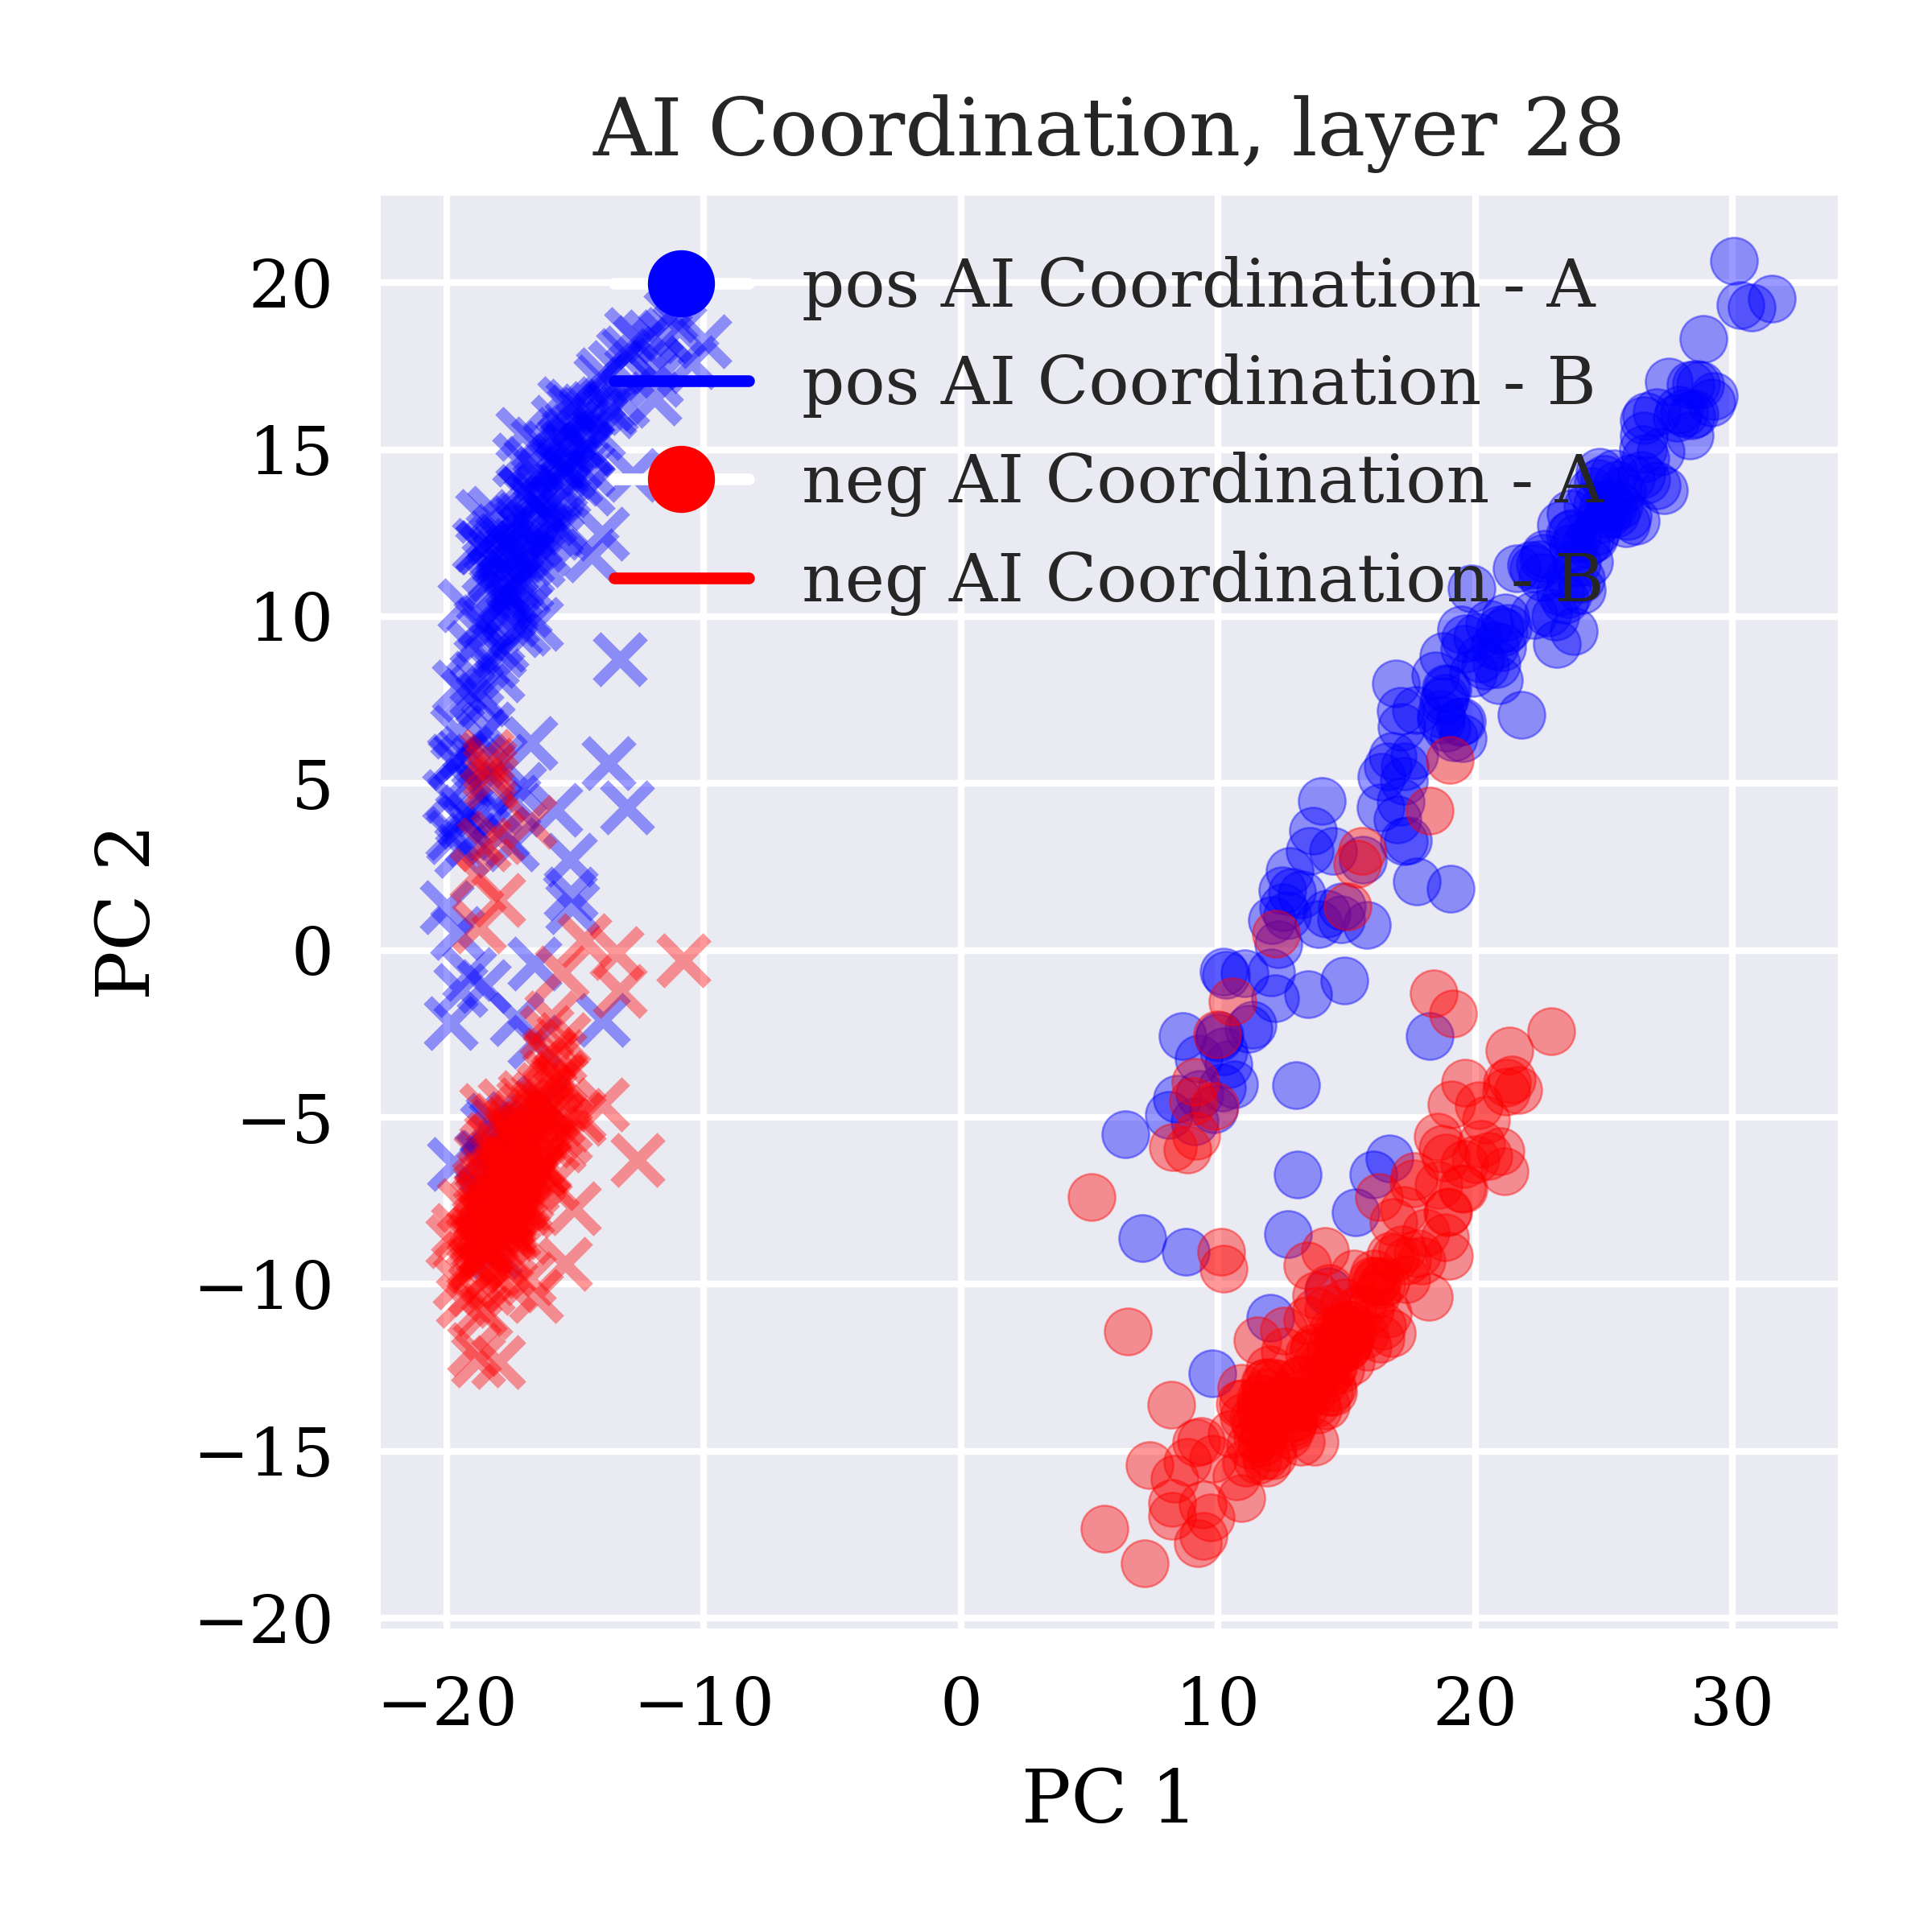 AI Coordination, layer 28
pos AI Coordination - A
pos AI Coordination - B
neg AI Coordination - A
neg AI Coordination - B
20
15
10
5
0
−5
−10
−15
−20
PC 2
−20 −10 0 10 20 30
PC 1